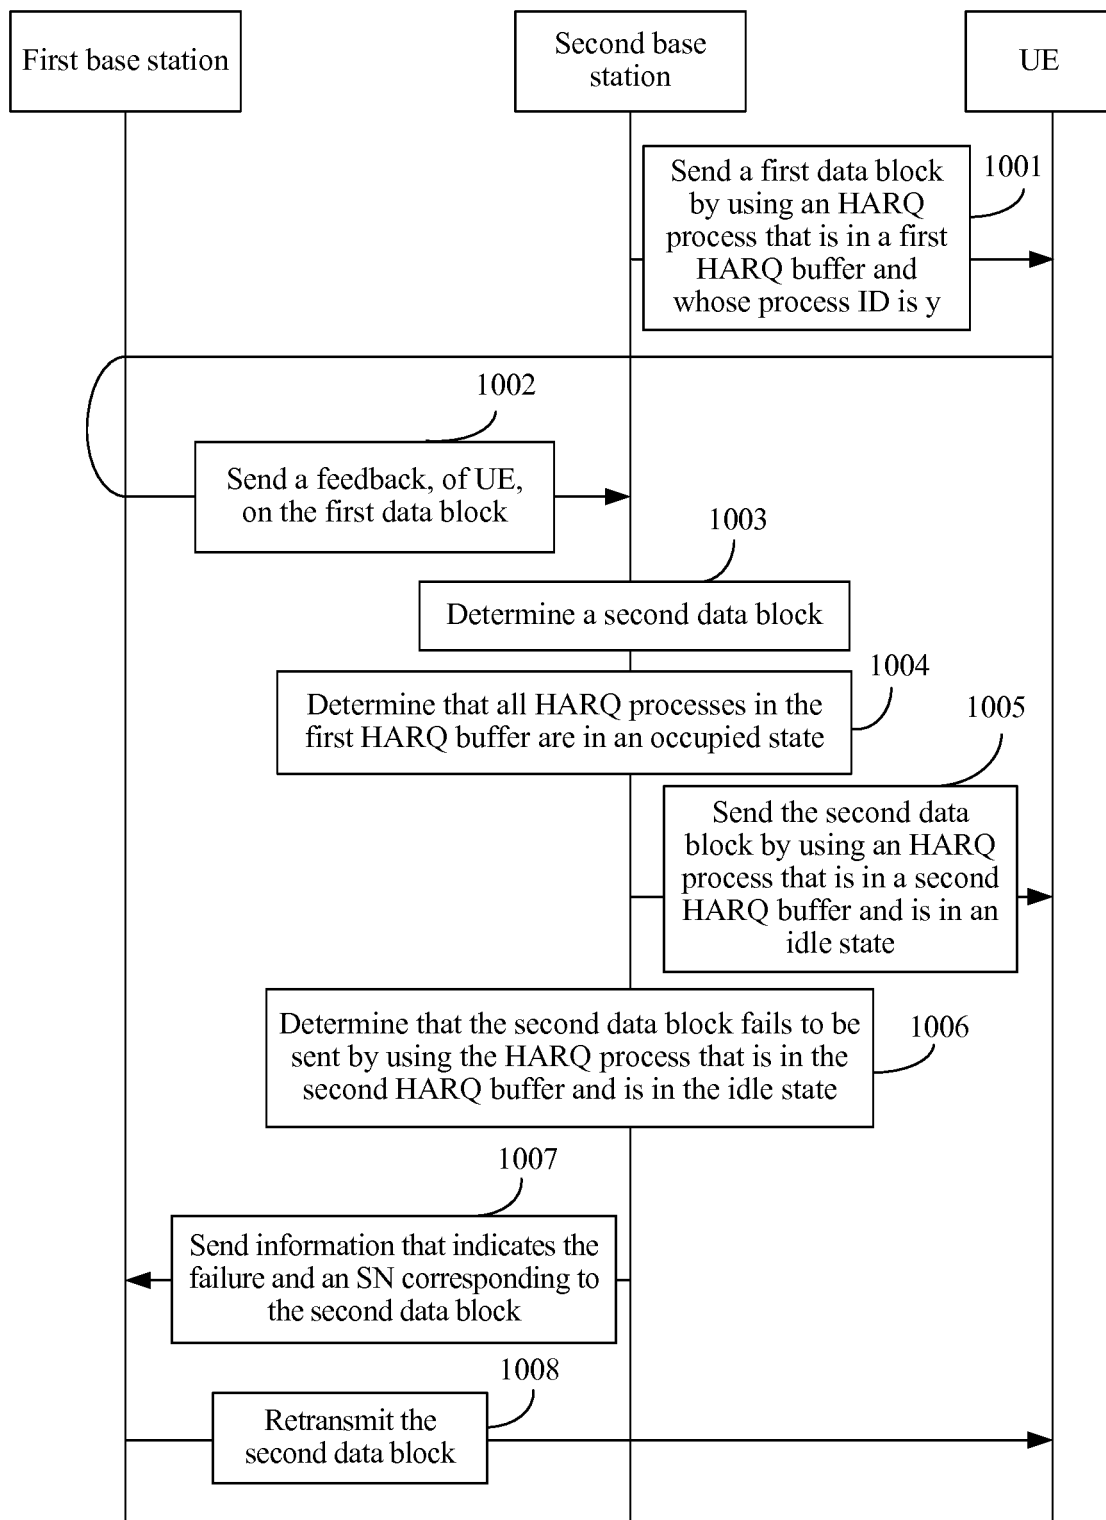 First base station
Second base
station
UE
1001
Send a first data block
by using an HARQ
process that is in a first
HARQ buffer and
whose process ID is y
1002
Send a feedback, of UE,
on the first data block
1003
Determine a second data block
1004
Determine that all HARQ processes in the
first HARQ buffer are in an occupied state
1005
Send the second data
block by using an HARQ
process that is in a second
HARQ buffer and is in an
idle state
1006
Determine that the second data block fails to be
sent by using the HARQ process that is in the
second HARQ buffer and is in the idle state
1007
Send information that indicates the
failure and an SN corresponding to
the second data block
1008
Retransmit the
second data block